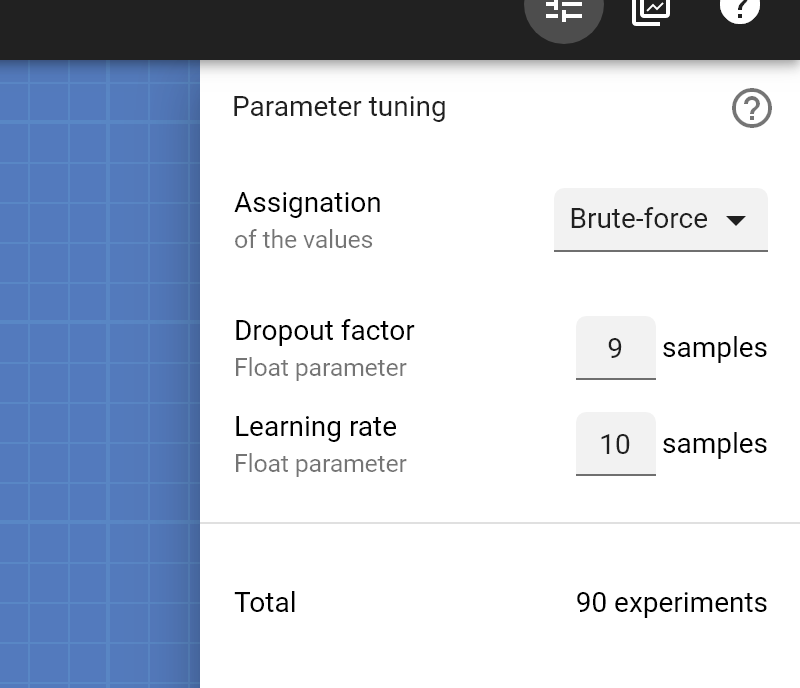 Parameter tuning
Assignation
of the values
Brute-force
Dropout factor
Float parameter
9 samples
Learning rate
Float parameter
10 samples
Total
90 experiments